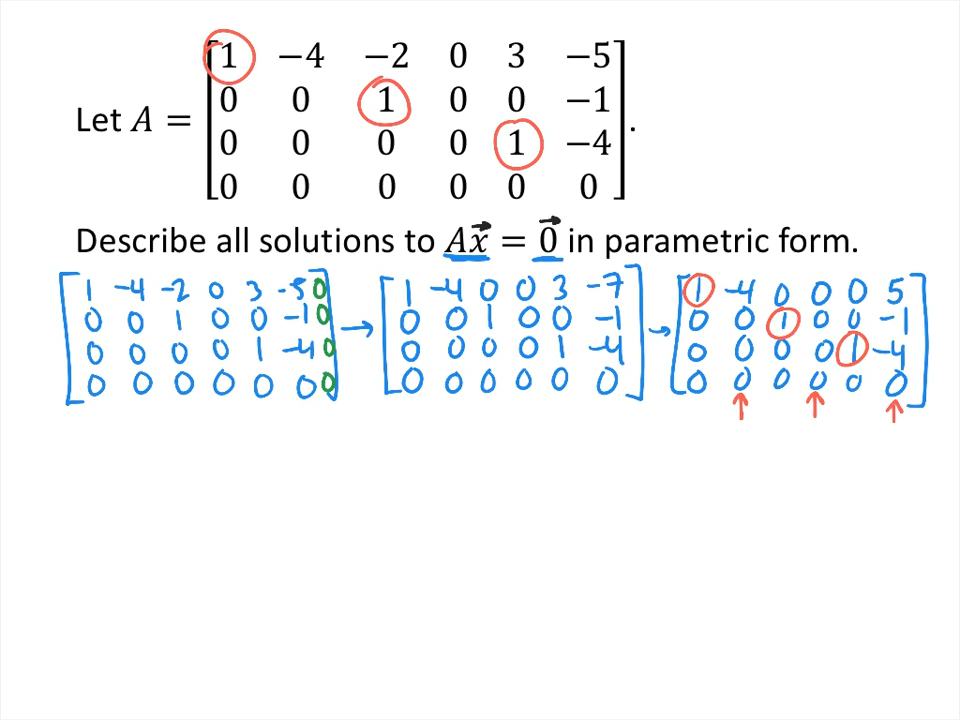 1 −4 −2 0 3 −5
0 0 1 0 0 −1
Let A = .
0 0 0 0 1 −4
0 0 0 0 0 0
Describe all solutions to Ax⃗ = 0⃗ in parametric form.
1 -4 -2 0 3 -5 0 1 -4 0 0 3 -7 1 -4 0 0 0 5
0 0 1 0 0 -1 0 → 0 0 1 0 0 -1 → 0 0 1 0 0 -1
0 0 0 0 1 -4 0 0 0 0 0 1 -4 0 0 0 0 1 -4
0 0 0 0 0 0 0 0 0 0 0 0 0 0 0 0 0 0 0